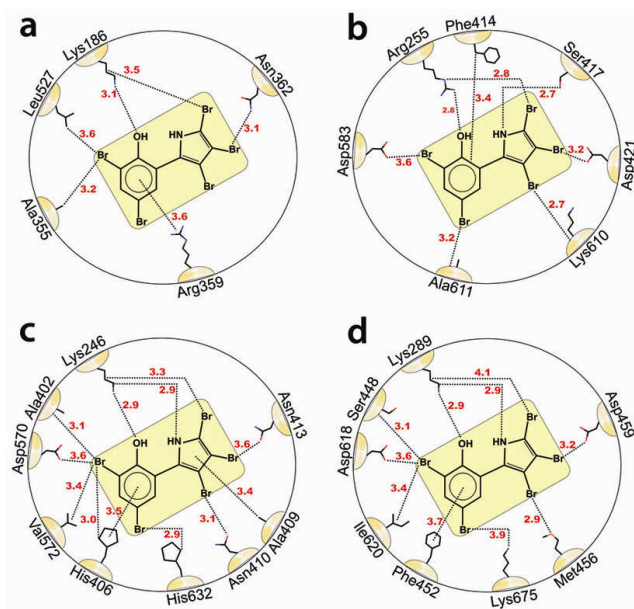 a
Lys186
Leu527
Asn362
3.5
3.1
Br
3.6
OH
HN
Br
3.1
Br
3.2
Br
Br
3.6
Ala355
Arg359
b
Phe414
Arg255
Ser417
2.8
2.7
3.4
2.8
Br
OH
HN
Asp583
Br
3.2
Asp421
Br
3.6
Br
Br
2.7
3.2
Lys610
Ala611
c
Lys246
Ala402
3.3
2.9
Asn413
2.9
Br
3.1
OH
HN
3.6
Asp570
Br
3.6
Br
3.4
Br
3.4
3.5
3.0
Br
3.1
2.9
Val572
Ala409
His406
Asn410
His632
d
Lys289
Ser448
4.1
2.9
Asp459
2.9
Br
3.1
OH
HN
3.2
Asp618
Br
3.6
Br
3.4
Br
3.7
Br
2.9
3.9
Ile620
Met456
Phe452
Lys675